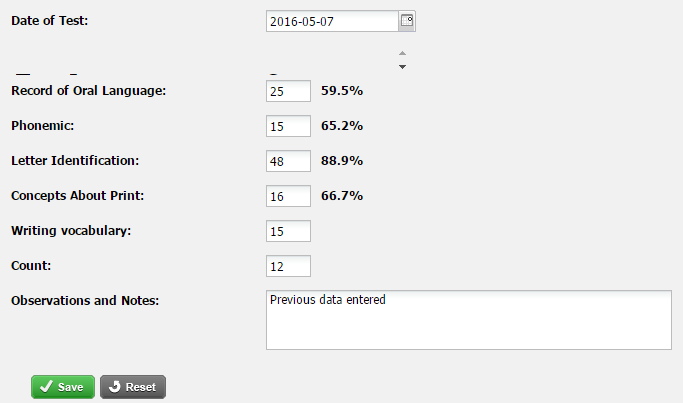 Date of Test: 2016-05-07
Record of Oral Language: 25 59.5%
Phonemic: 15 65.2%
Letter Identification: 48 88.9%
Concepts About Print: 16 66.7%
Writing vocabulary: 15
Count: 12
Observations and Notes: Previous data entered
Save Reset